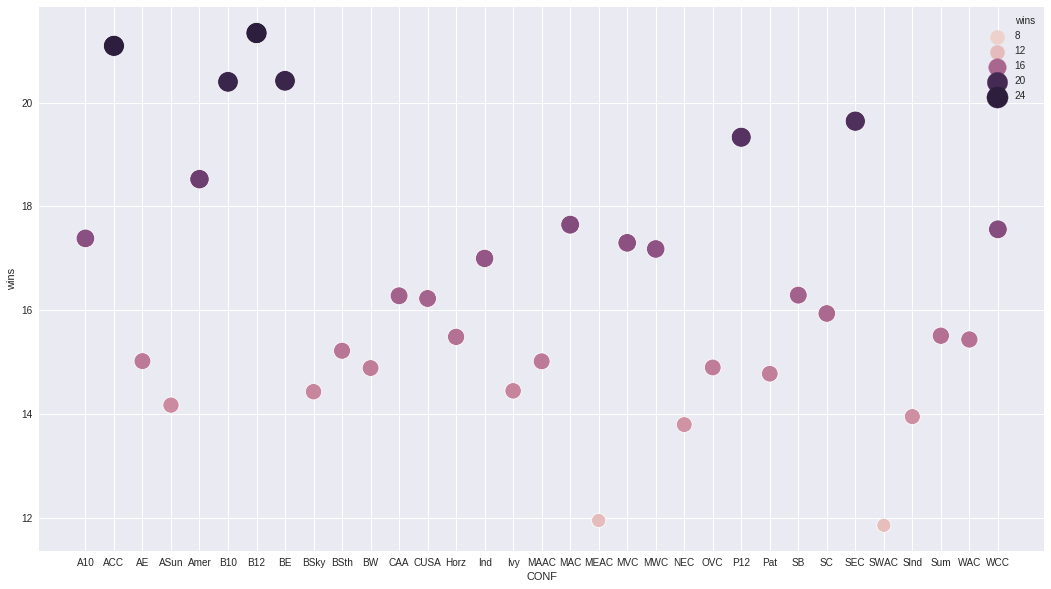 wins
8
12
16
20
24
20
18
16
14
12
wins
A10 ACC AE ASun Amer B10 B12 BE BSky BSth BW CAA CUSA Horz Ind Ivy MAAC MAC MEAC MVC MWC NEC OVC P12 Pat SB SC SEC SWAC Slnd Sum WAC WCC
CONF